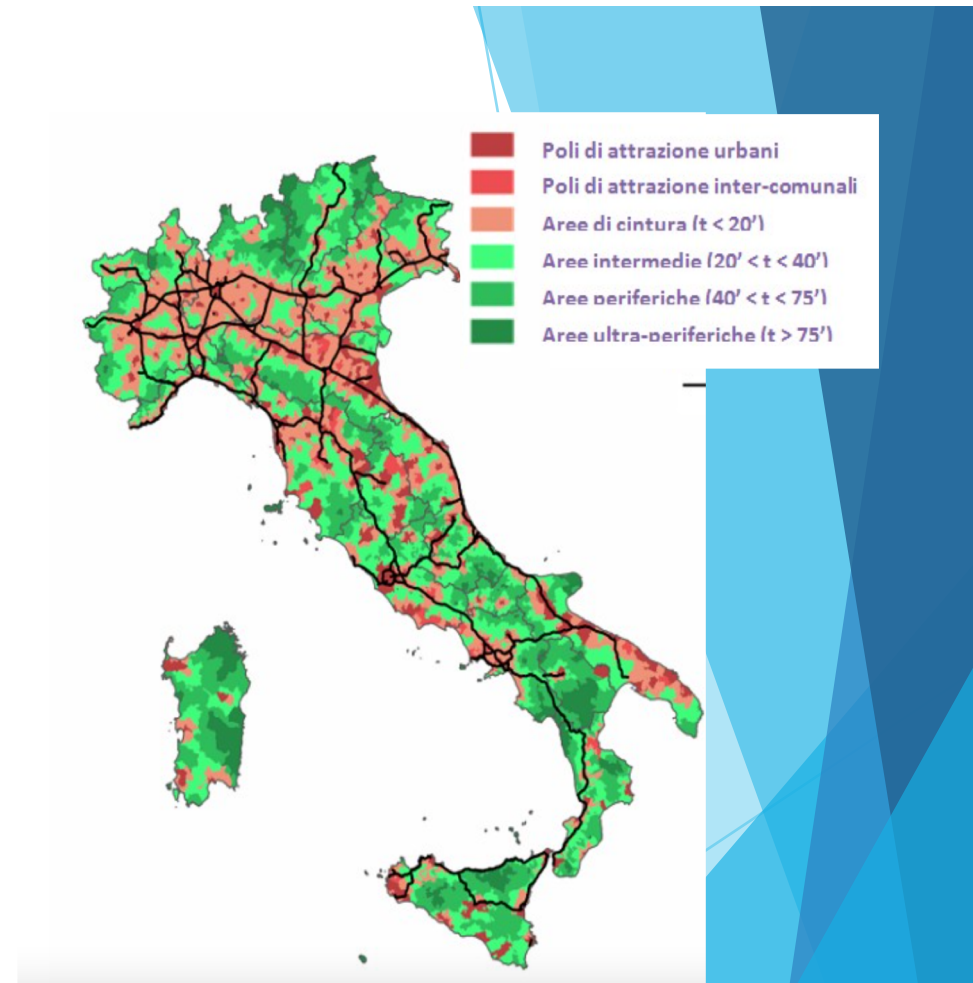 Poli di attrazione urbani
Poli di attrazione inter-comunali
Aree di cintura (t < 20')
Aree intermedie (20' < t < 40')
Aree periferiche (40' < t < 75')
Aree ultra-periferiche (t > 75')